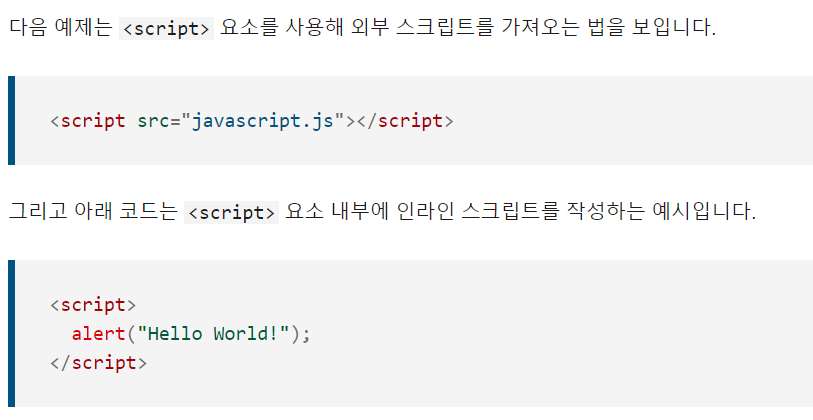 다음 예제는 <script> 요소를 사용해 외부 스크립트를 가져오는 법을 보입니다.
<script src="javascript.js"></script>
그리고 아래 코드는 <script> 요소 내부에 인라인 스크립트를 작성하는 예시입니다.
<script>
  alert("Hello World!");
</script>